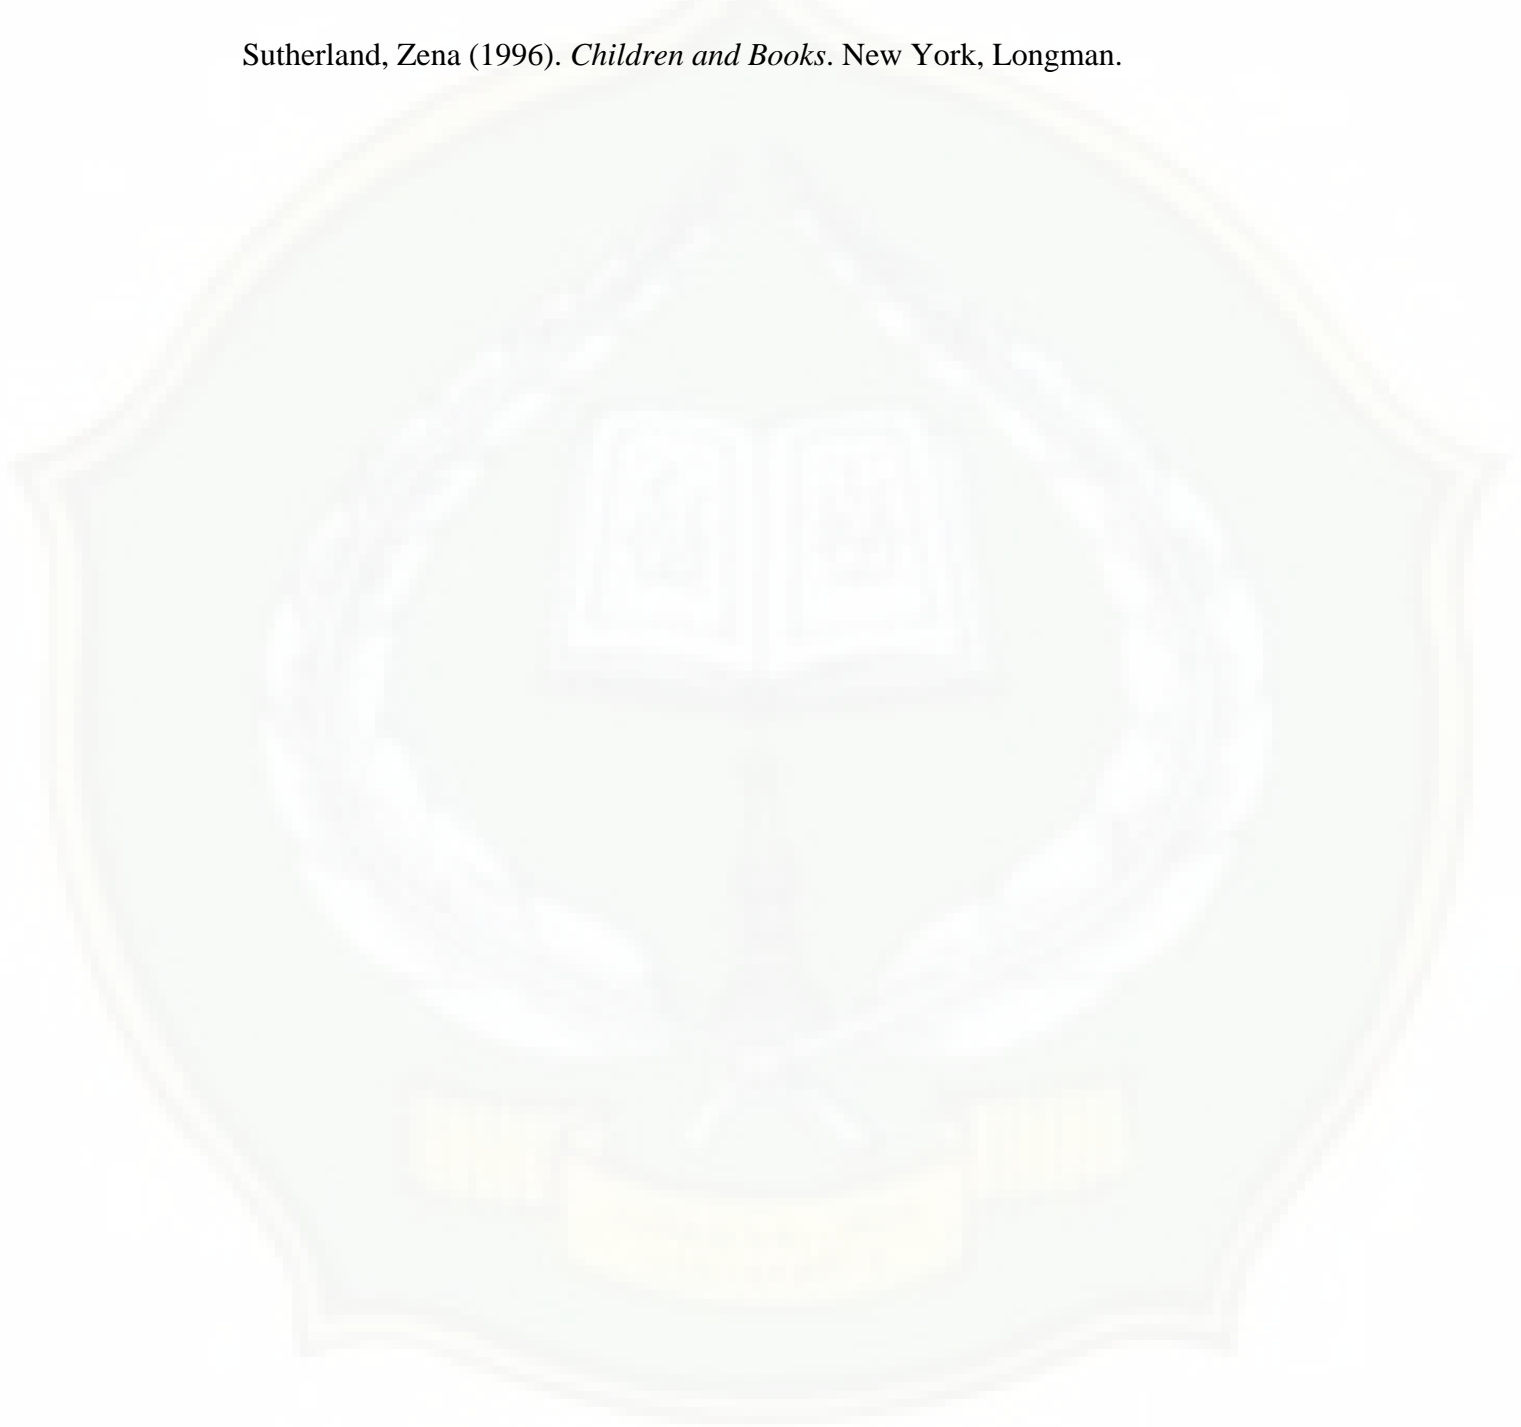 Sutherland, Zena (1996). Children and Books. New York, Longman.